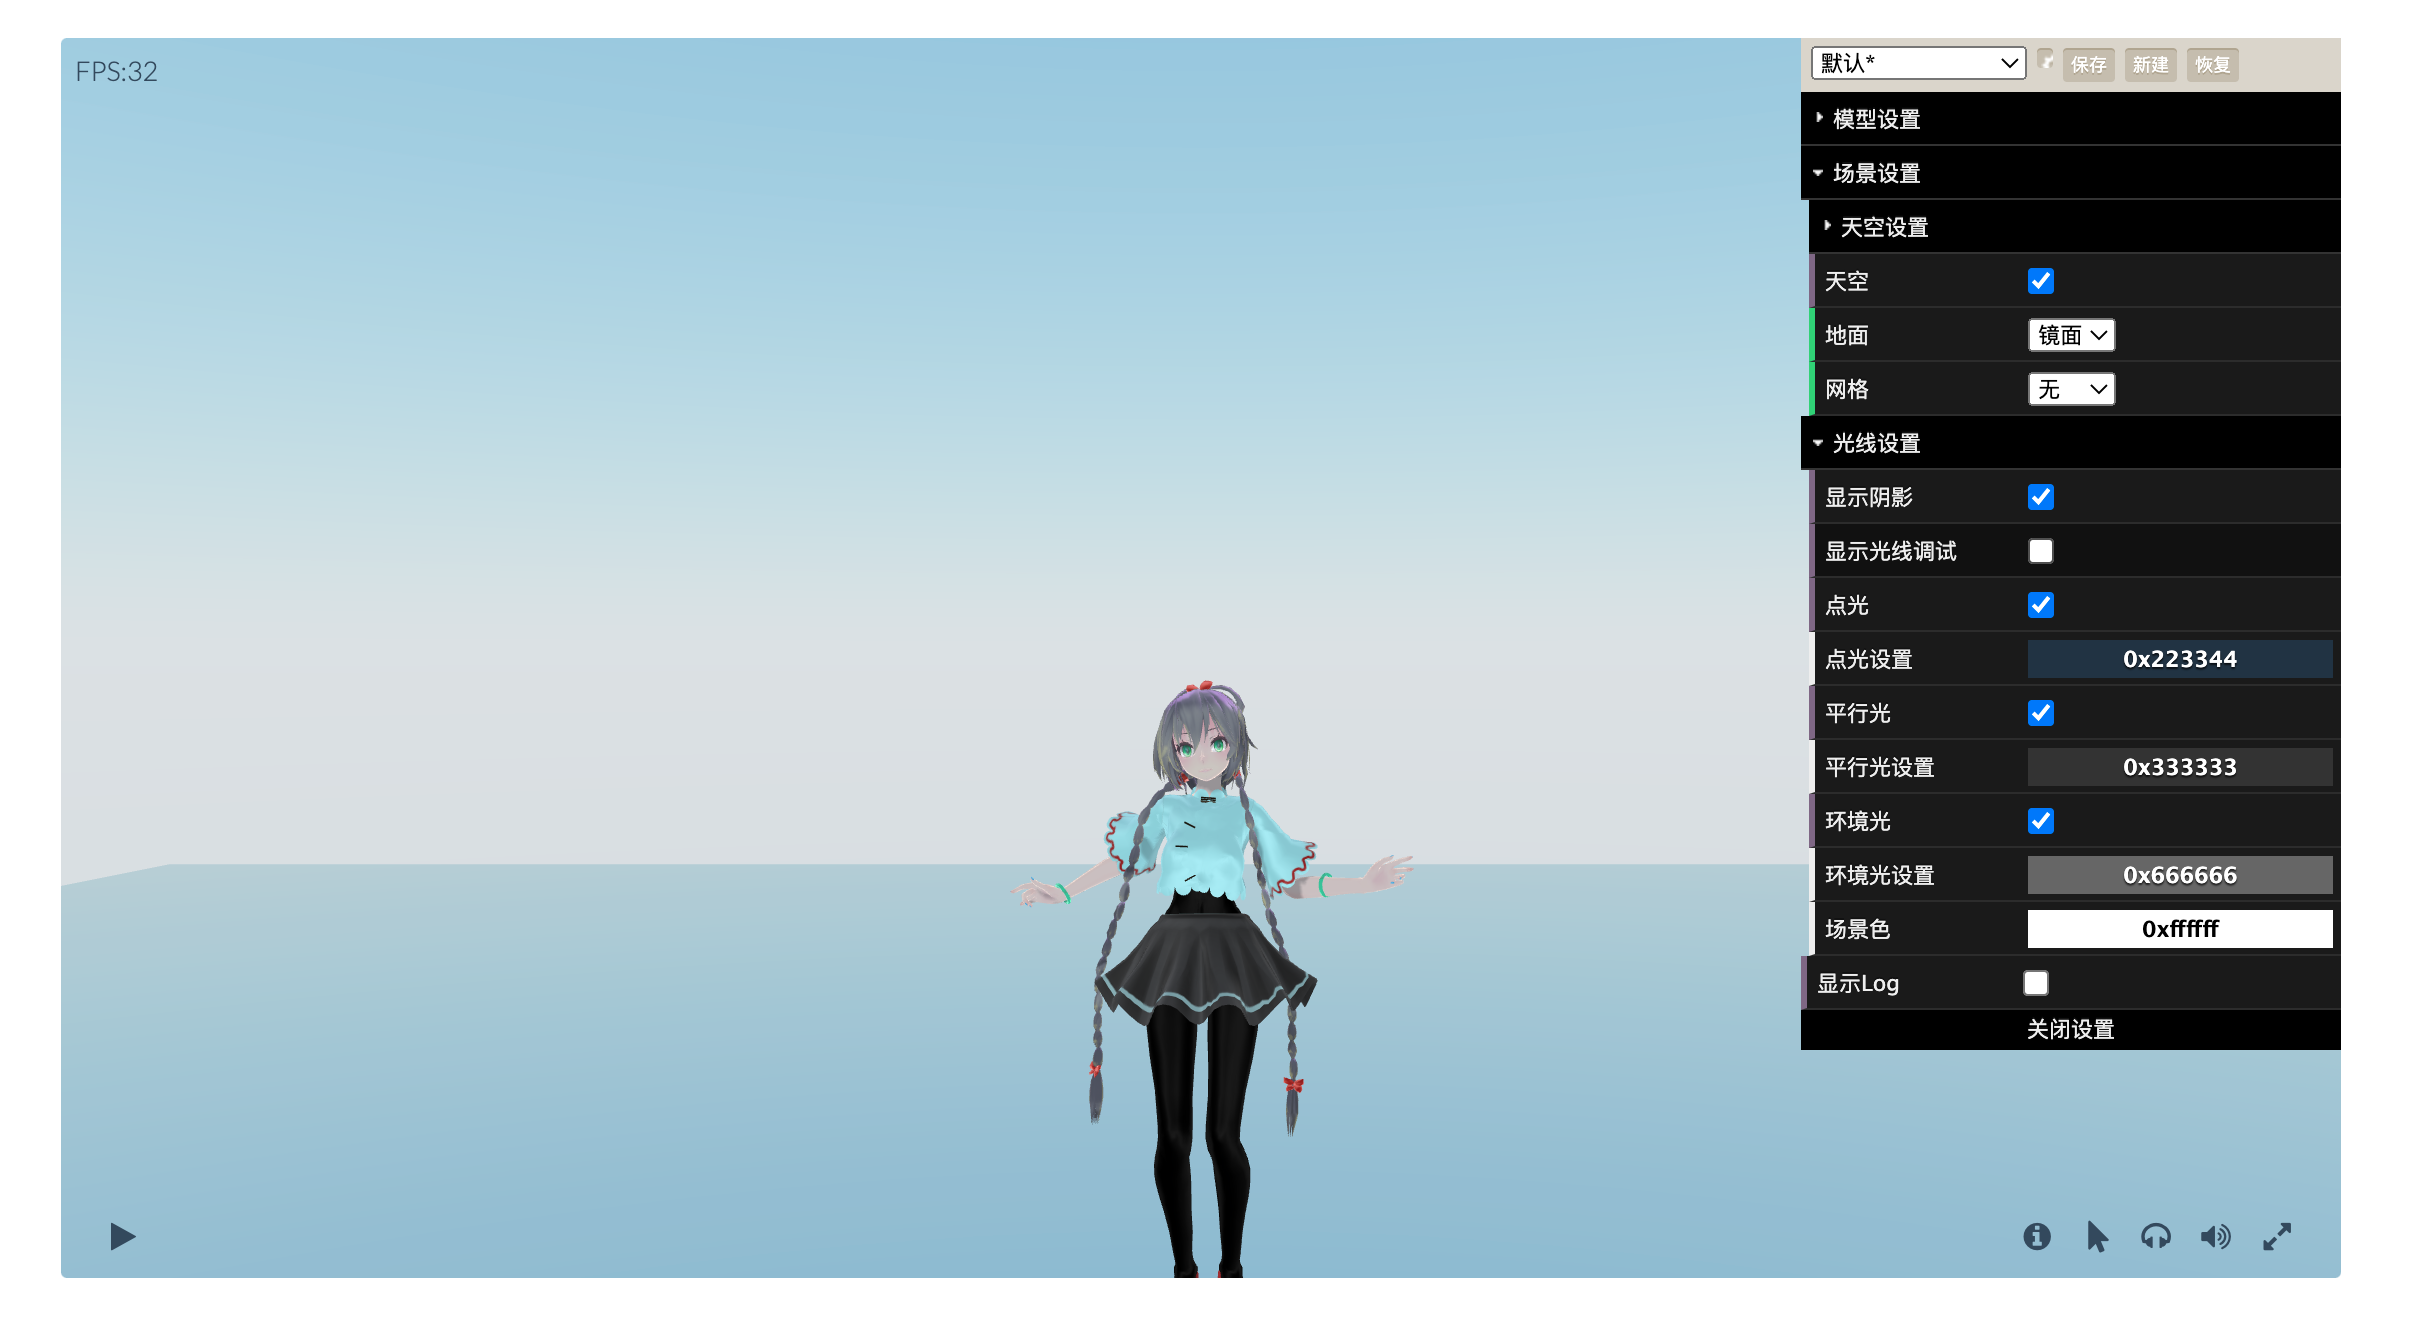 FPS:32
默认*
保存
新建
恢复
模型设置
场景设置
天空设置
天空
地面 镜面
网格 无
光线设置
显示阴影
显示光线调试
点光
点光设置 0x223344
平行光
平行光设置 0x333333
环境光
环境光设置 0x666666
场景色 0xffffff
显示Log
关闭设置